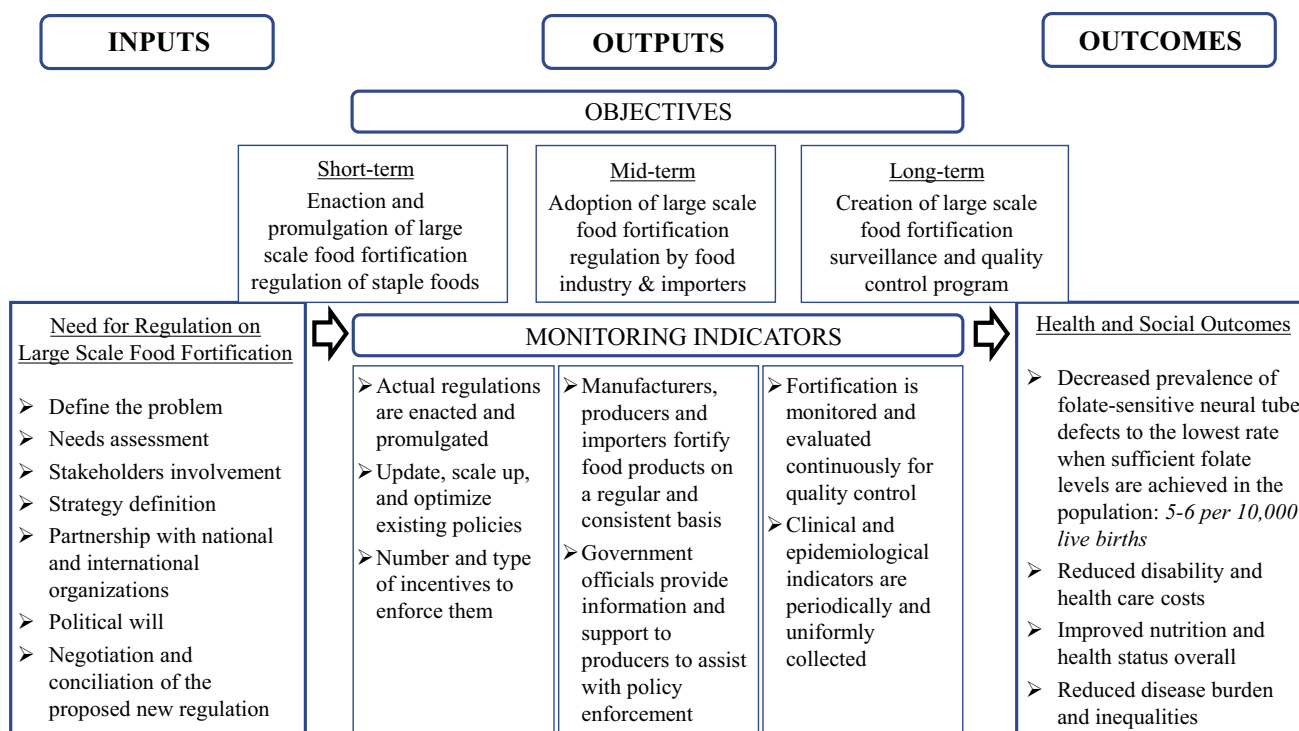 INPUTS
OUTPUTS
OUTCOMES
OBJECTIVES
Short-term
Enaction and
promulgation of large
scale food fortification
regulation of staple foods
Mid-term
Adoption of large scale
food fortification
regulation by food
industry & importers
Long-term
Creation of large scale
food fortification
surveillance and quality
control program
Need for Regulation on
Large Scale Food Fortification
➢ Define the problem
➢ Needs assessment
➢ Stakeholders involvement
➢ Strategy definition
➢ Partnership with national
and international
organizations
➢ Political will
➢ Negotiation and
conciliation of the
proposed new regulation
MONITORING INDICATORS
➢ Actual regulations
are enacted and
promulgated
➢ Update, scale up,
and optimize
existing policies
➢ Number and type
of incentives to
enforce them
➢ Manufacturers,
producers and
importers fortify
food products on
a regular and
consistent basis
➢ Government
officials provide
information and
support to
producers to assist
with policy
enforcement
➢ Fortification is
monitored and
evaluated
continuously for
quality control
➢ Clinical and
epidemiological
indicators are
periodically and
uniformly
collected
Health and Social Outcomes
➢ Decreased prevalence of
folate-sensitive neural tube
defects to the lowest rate
when sufficient folate
levels are achieved in the
population: 5-6 per 10,000
live births
➢ Reduced disability and
health care costs
➢ Improved nutrition and
health status overall
➢ Reduced disease burden
and inequalities